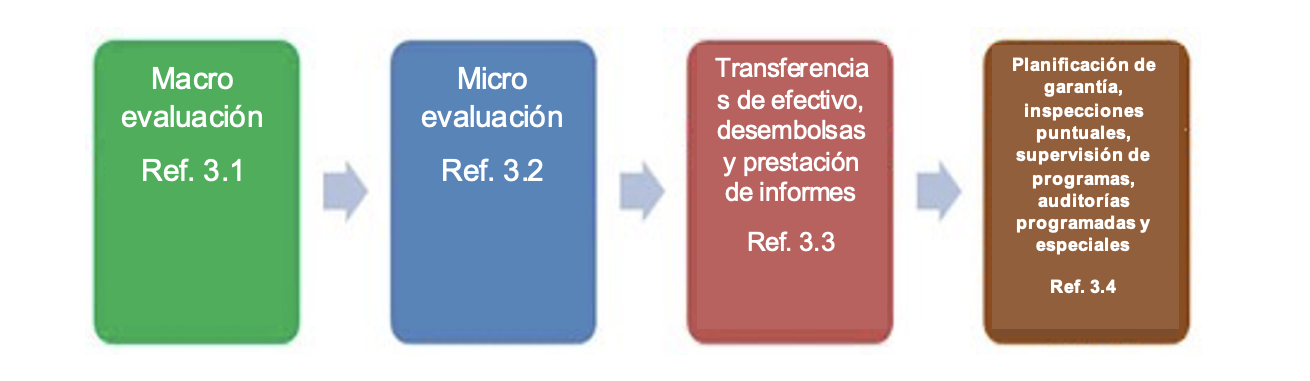 Macro
evaluación
Ref. 3.1
Micro
evaluación
Ref. 3.2
Transferencia
s de efectivo,
desembolsas
y prestación
de informes
Ref. 3.3
Planificación de
garantía,
inspecciones
puntuales,
supervisión de
programas,
auditorías
programadas y
especiales
Ref. 3.4